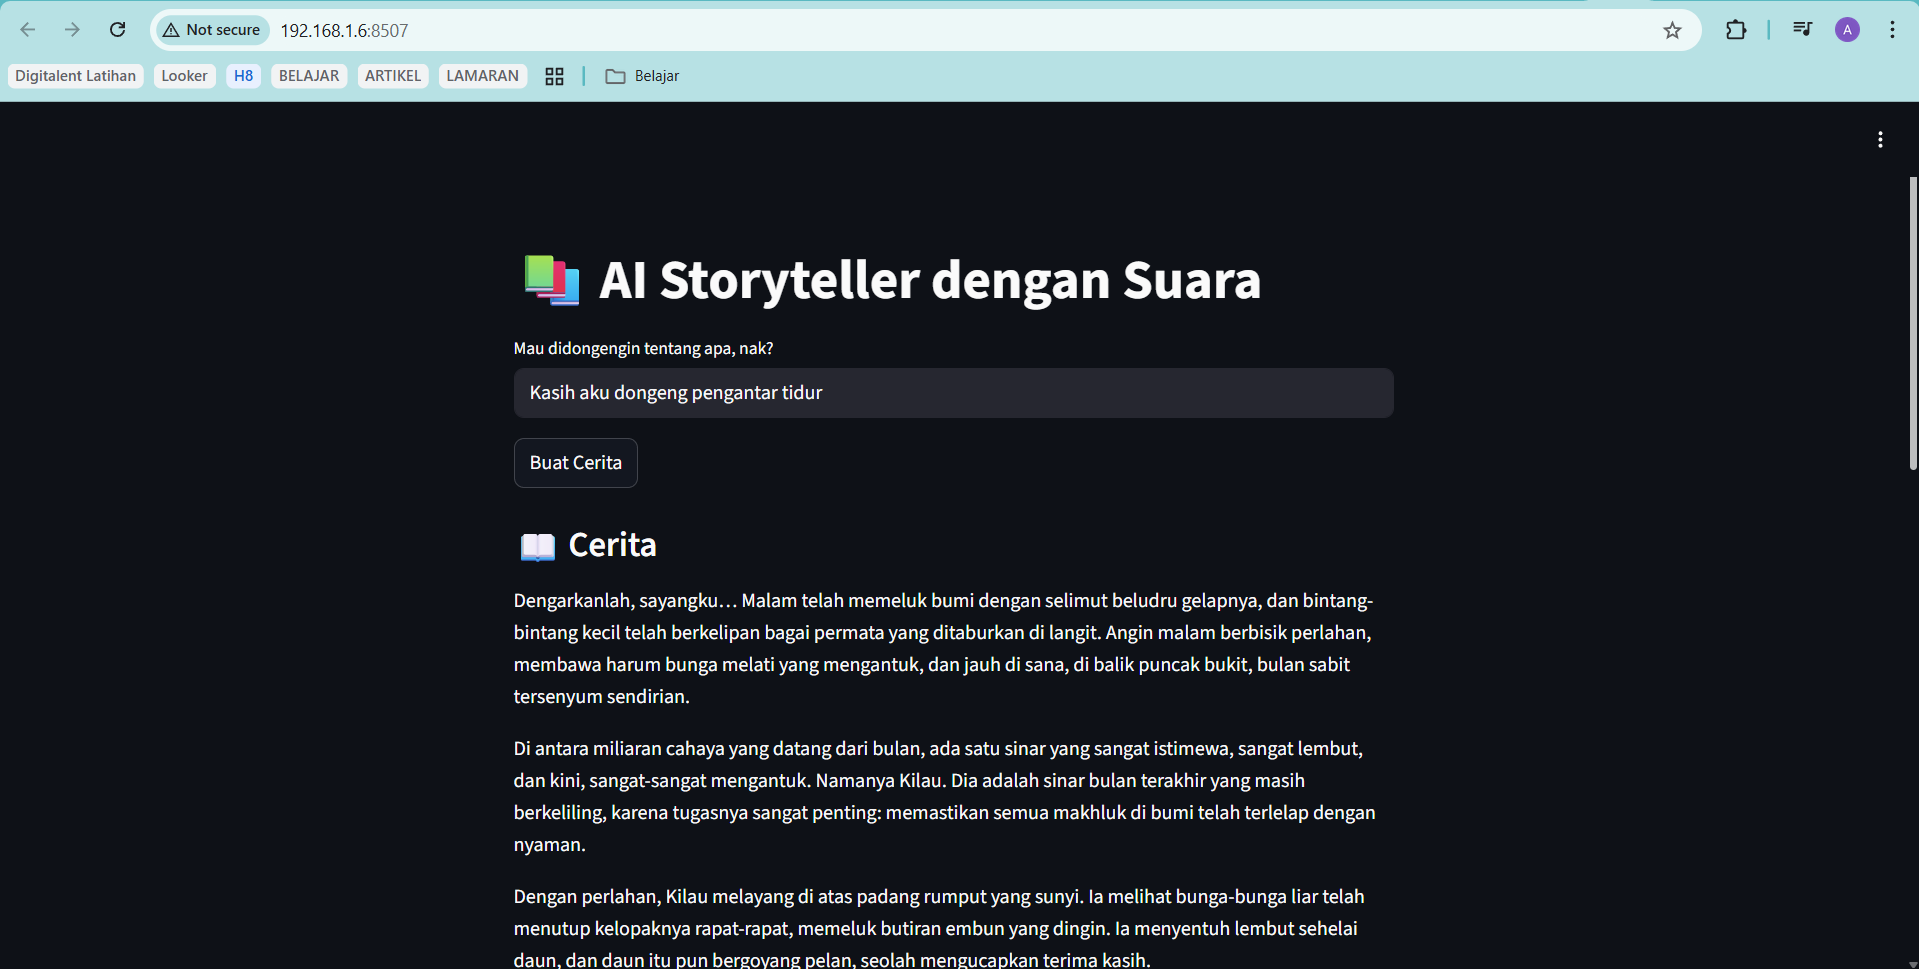 Not secure
192.168.1.6:8507
A
Digitalent Latihan
Looker
H8
BELAJAR
ARTIKEL
LAMARAN
Belajar
AI Storyteller dengan Suara
Mau didongengin tentang apa, nak?
Kasih aku dongeng pengantar tidur
Buat Cerita
Cerita
Dengarkanlah, sayangku… Malam telah memeluk bumi dengan selimut beludru gelapnya, dan bintang-
bintang kecil telah berkelipan bagai permata yang ditaburkan di langit. Angin malam berbisik perlahan,
membawa harum bunga melati yang mengantuk, dan jauh di sana, di balik puncak bukit, bulan sabit
tersenyum sendirian.
Di antara miliaran cahaya yang datang dari bulan, ada satu sinar yang sangat istimewa, sangat lembut,
dan kini, sangat-sangat mengantuk. Namanya Kilau. Dia adalah sinar bulan terakhir yang masih
berkeliling, karena tugasnya sangat penting: memastikan semua makhluk di bumi telah terlelap dengan
nyaman.
Dengan perlahan, Kilau melayang di atas padang rumput yang sunyi. Ia melihat bunga-bunga liar telah
menutup kelopaknya rapat-rapat, memeluk butiran embun yang dingin. Ia menyentuh lembut sehelai
daun, dan daun itu pun bergoyang pelan, seolah mengucapkan terima kasih.